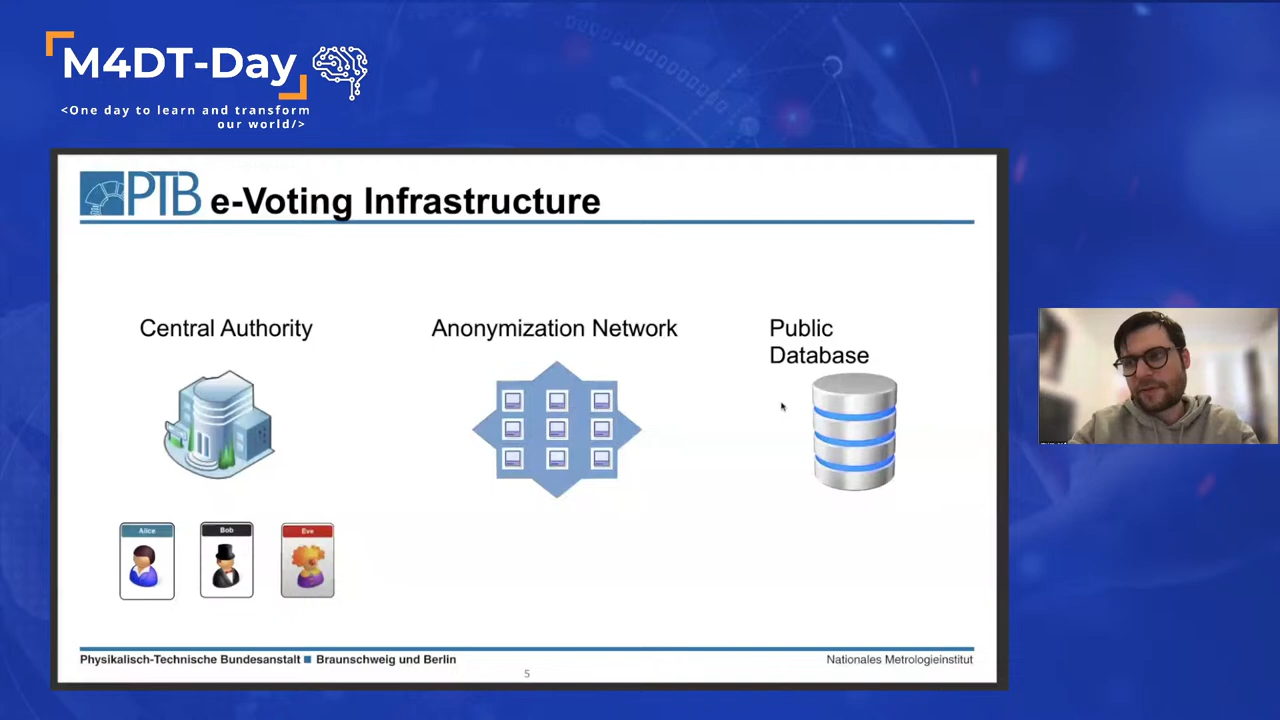 M4DT-Day
<One day to learn and transform
our world/>
PTB e-Voting Infrastructure
Central Authority
Anonymization Network
Public
Database
Alice
Bob
Eve
Physikalisch-Technische Bundesanstalt ■ Braunschweig und Berlin
Nationales Metrologieinstitut
5